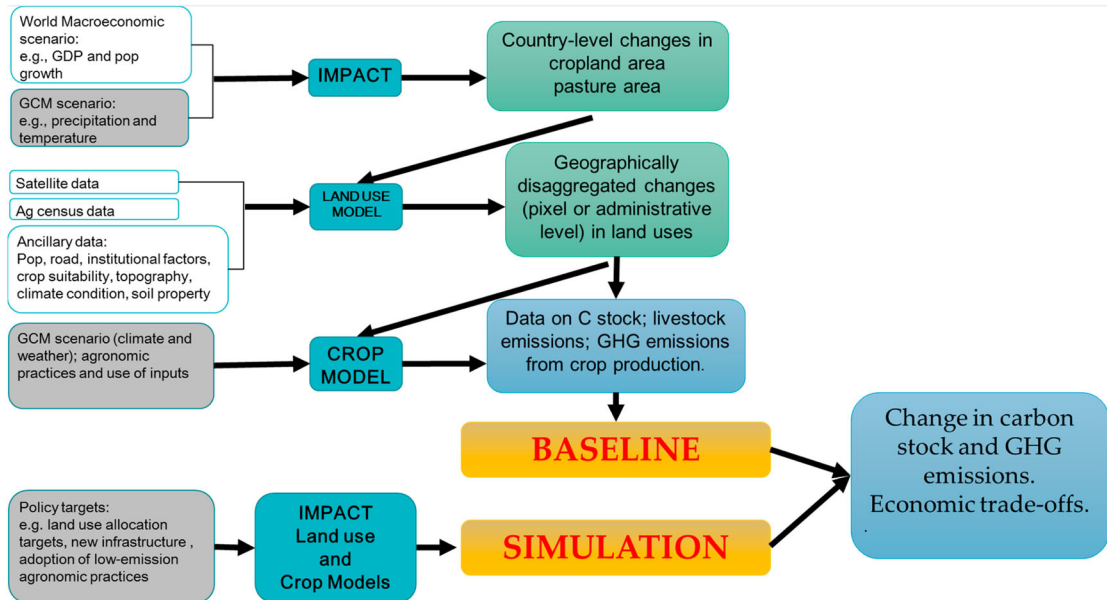 World Macroeconomic
scenario:
e.g., GDP and pop
growth
GCM scenario:
e.g., precipitation and
temperature
IMPACT
Country-level changes in
cropland area
pasture area
Satellite data
Ag census data
Ancillary data:
Pop, road, institutional factors,
crop suitability, topography,
climate condition, soil property
LAND USE
MODEL
Geographically
disaggregated changes
(pixel or administrative
level) in land uses
GCM scenario (climate and
weather); agronomic
practices and use of inputs
CROP
MODEL
Data on C stock; livestock
emissions; GHG emissions
from crop production.
BASELINE
Policy targets:
e.g. land use allocation
targets, new infrastructure ,
adoption of low-emission
agronomic practices
IMPACT
Land use
and
Crop Models
SIMULATION
Change in carbon
stock and GHG
emissions.
Economic trade-offs.
.